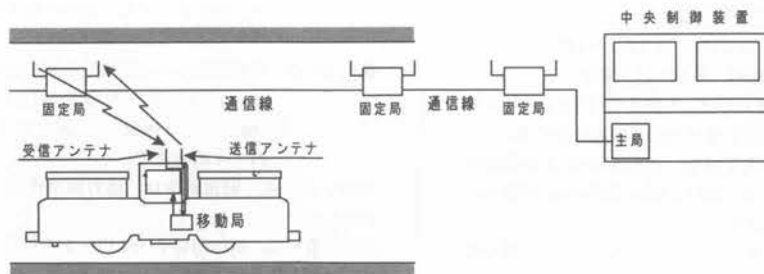 中央制御装置
固定局
通信線
固定局
通信線
固定局
主局
受信アンテナ
送信アンテナ
移動局